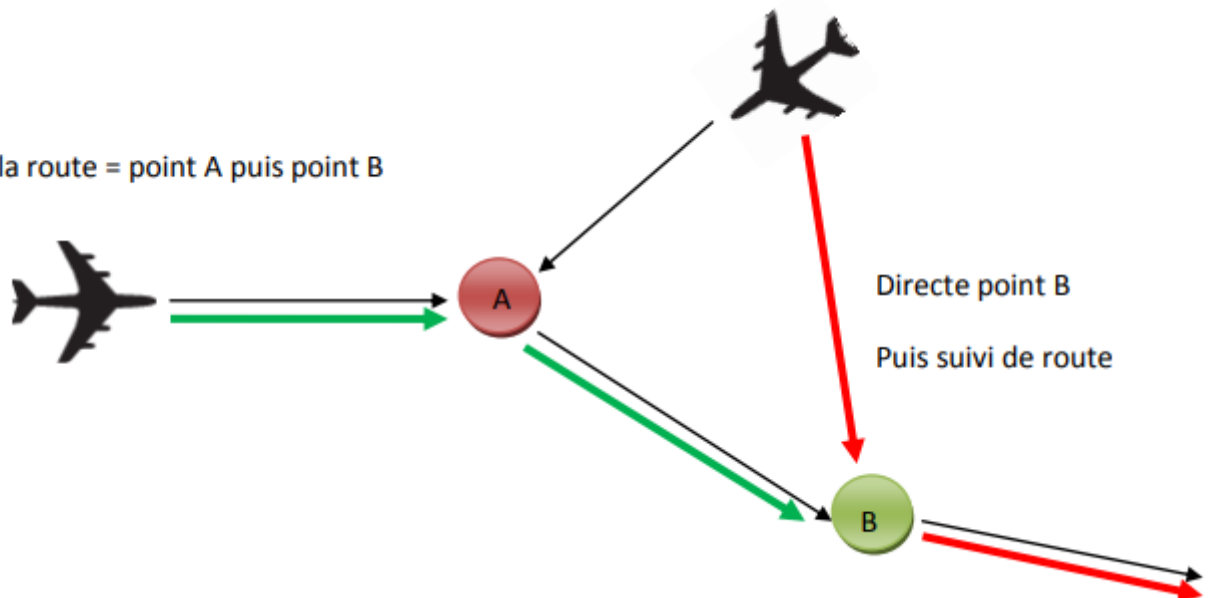 la route = point A puis point B
A
Directe point B
Puis suivi de route
B